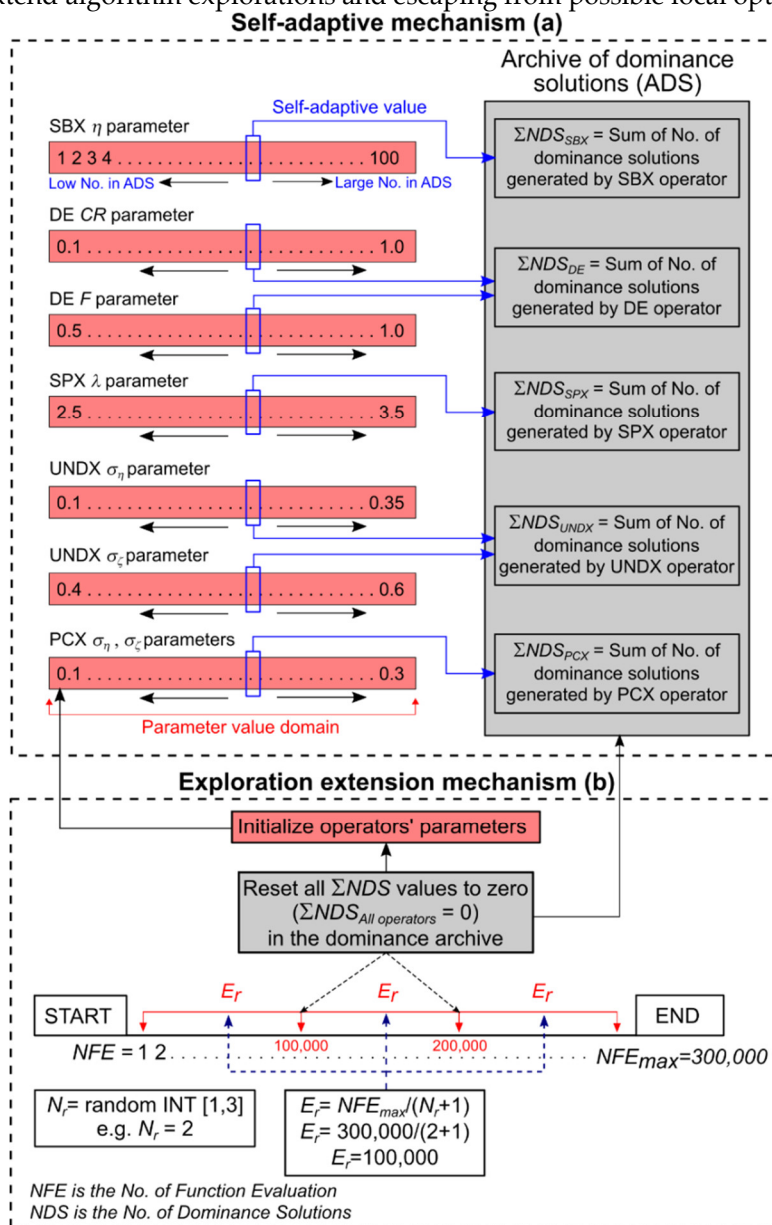 xtend algorithm explorations and escaping from possible local opt
Self-adaptive mechanism (a)
Archive of dominance
solutions (ADS)
Self-adaptive value
SBX η parameter
1 2 3 4 . . . . . . . . . . . . . . . . . . . . . . . . . . . . . 100
Low No. in ADS
Large No. in ADS
ΣNDS_SBX = Sum of No. of
dominance solutions
generated by SBX operator
DE CR parameter
0.1 . . . . . . . . . . . . . . . . . . . . . . . . . . . . . . . . 1.0
DE F parameter
0.5 . . . . . . . . . . . . . . . . . . . . . . . . . . . . . . . . 1.0
ΣNDS_DE = Sum of No. of
dominance solutions
generated by DE operator
SPX λ parameter
2.5 . . . . . . . . . . . . . . . . . . . . . . . . . . . . . . . . 3.5
ΣNDS_SPX = Sum of No. of
dominance solutions
generated by SPX operator
UNDX σ_η parameter
0.1 . . . . . . . . . . . . . . . . . . . . . . . . . . . . . . . 0.35
UNDX σ_ζ parameter
0.4 . . . . . . . . . . . . . . . . . . . . . . . . . . . . . . . . 0.6
ΣNDS_UNDX = Sum of No. of
dominance solutions
generated by UNDX operator
PCX σ_η , σ_ζ parameters
0.1 . . . . . . . . . . . . . . . . . . . . . . . . . . . . . . . . 0.3
ΣNDS_PCX = Sum of No. of
dominance solutions
generated by PCX operator
Parameter value domain
Exploration extension mechanism (b)
Initialize operators' parameters
Reset all ΣNDS values to zero
(ΣNDS_All operators = 0)
in the dominance archive
E_r
E_r
E_r
START
END
NFE = 1 2 . . . . . . . . . . . . . . . . . . . . . . . . . . . . . NFE_max=300,000
100,000
200,000
N_r= random INT [1,3]
e.g. N_r = 2
E_r= NFE_max/(N_r+1)
E_r= 300,000/(2+1)
E_r=100,000
NFE is the No. of Function Evaluation
NDS is the No. of Dominance Solutions